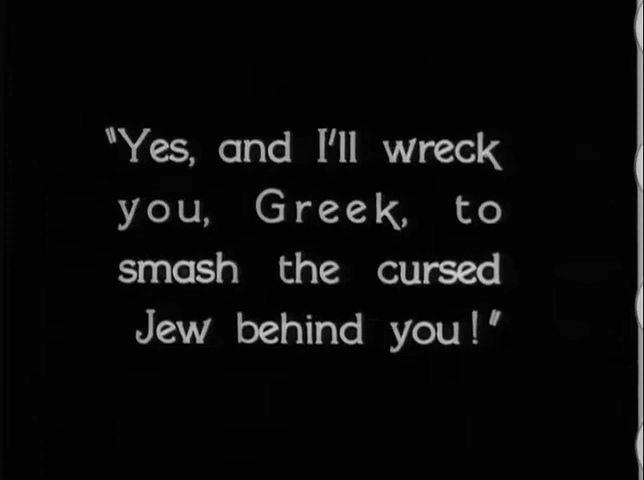 "Yes, and I'll wreck
you, Greek, to
smash the cursed
Jew behind you!"